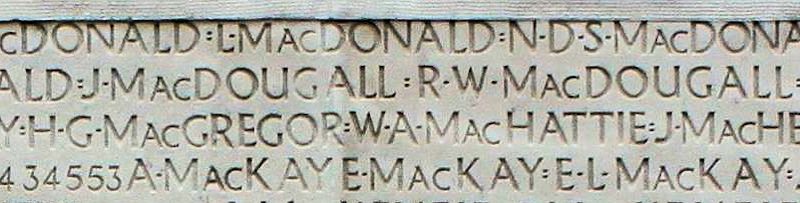 cDONALD:L·MacDONALD:N·D·S·MacDONA
ALD:J·MacDOUGALL:R·W·MacDOUGALL:
Y·H·G·MacGREGOR:W·A·MacHATTIE:J·MacHE
434553 A·MacKAY E·MacKAY:E·L·MacKAY: